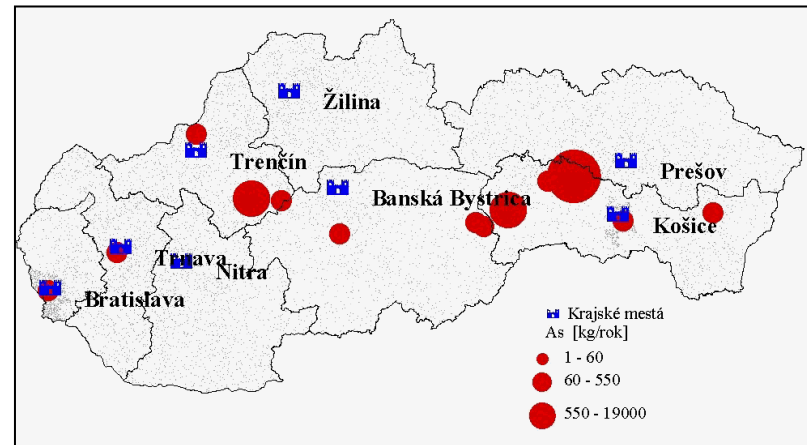 Žilina
Trenčín
Prešov
Banská Bystrica
Košice
Trnava
Nitra
Bratislava
Krajské mestá
As [kg/rok]
1 - 60
60 - 550
550 - 19000